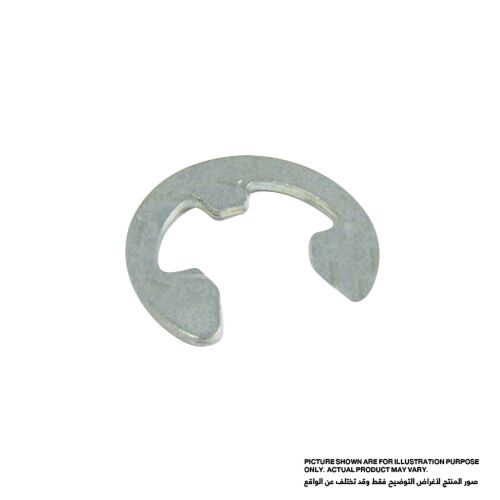 PICTURE SHOWN ARE FOR ILLUSTRATION PURPOSE
ONLY. ACTUAL PRODUCT MAY VARY.
صور المنتج لأغراض التوضيح فقط وقد تختلف عن الواقع